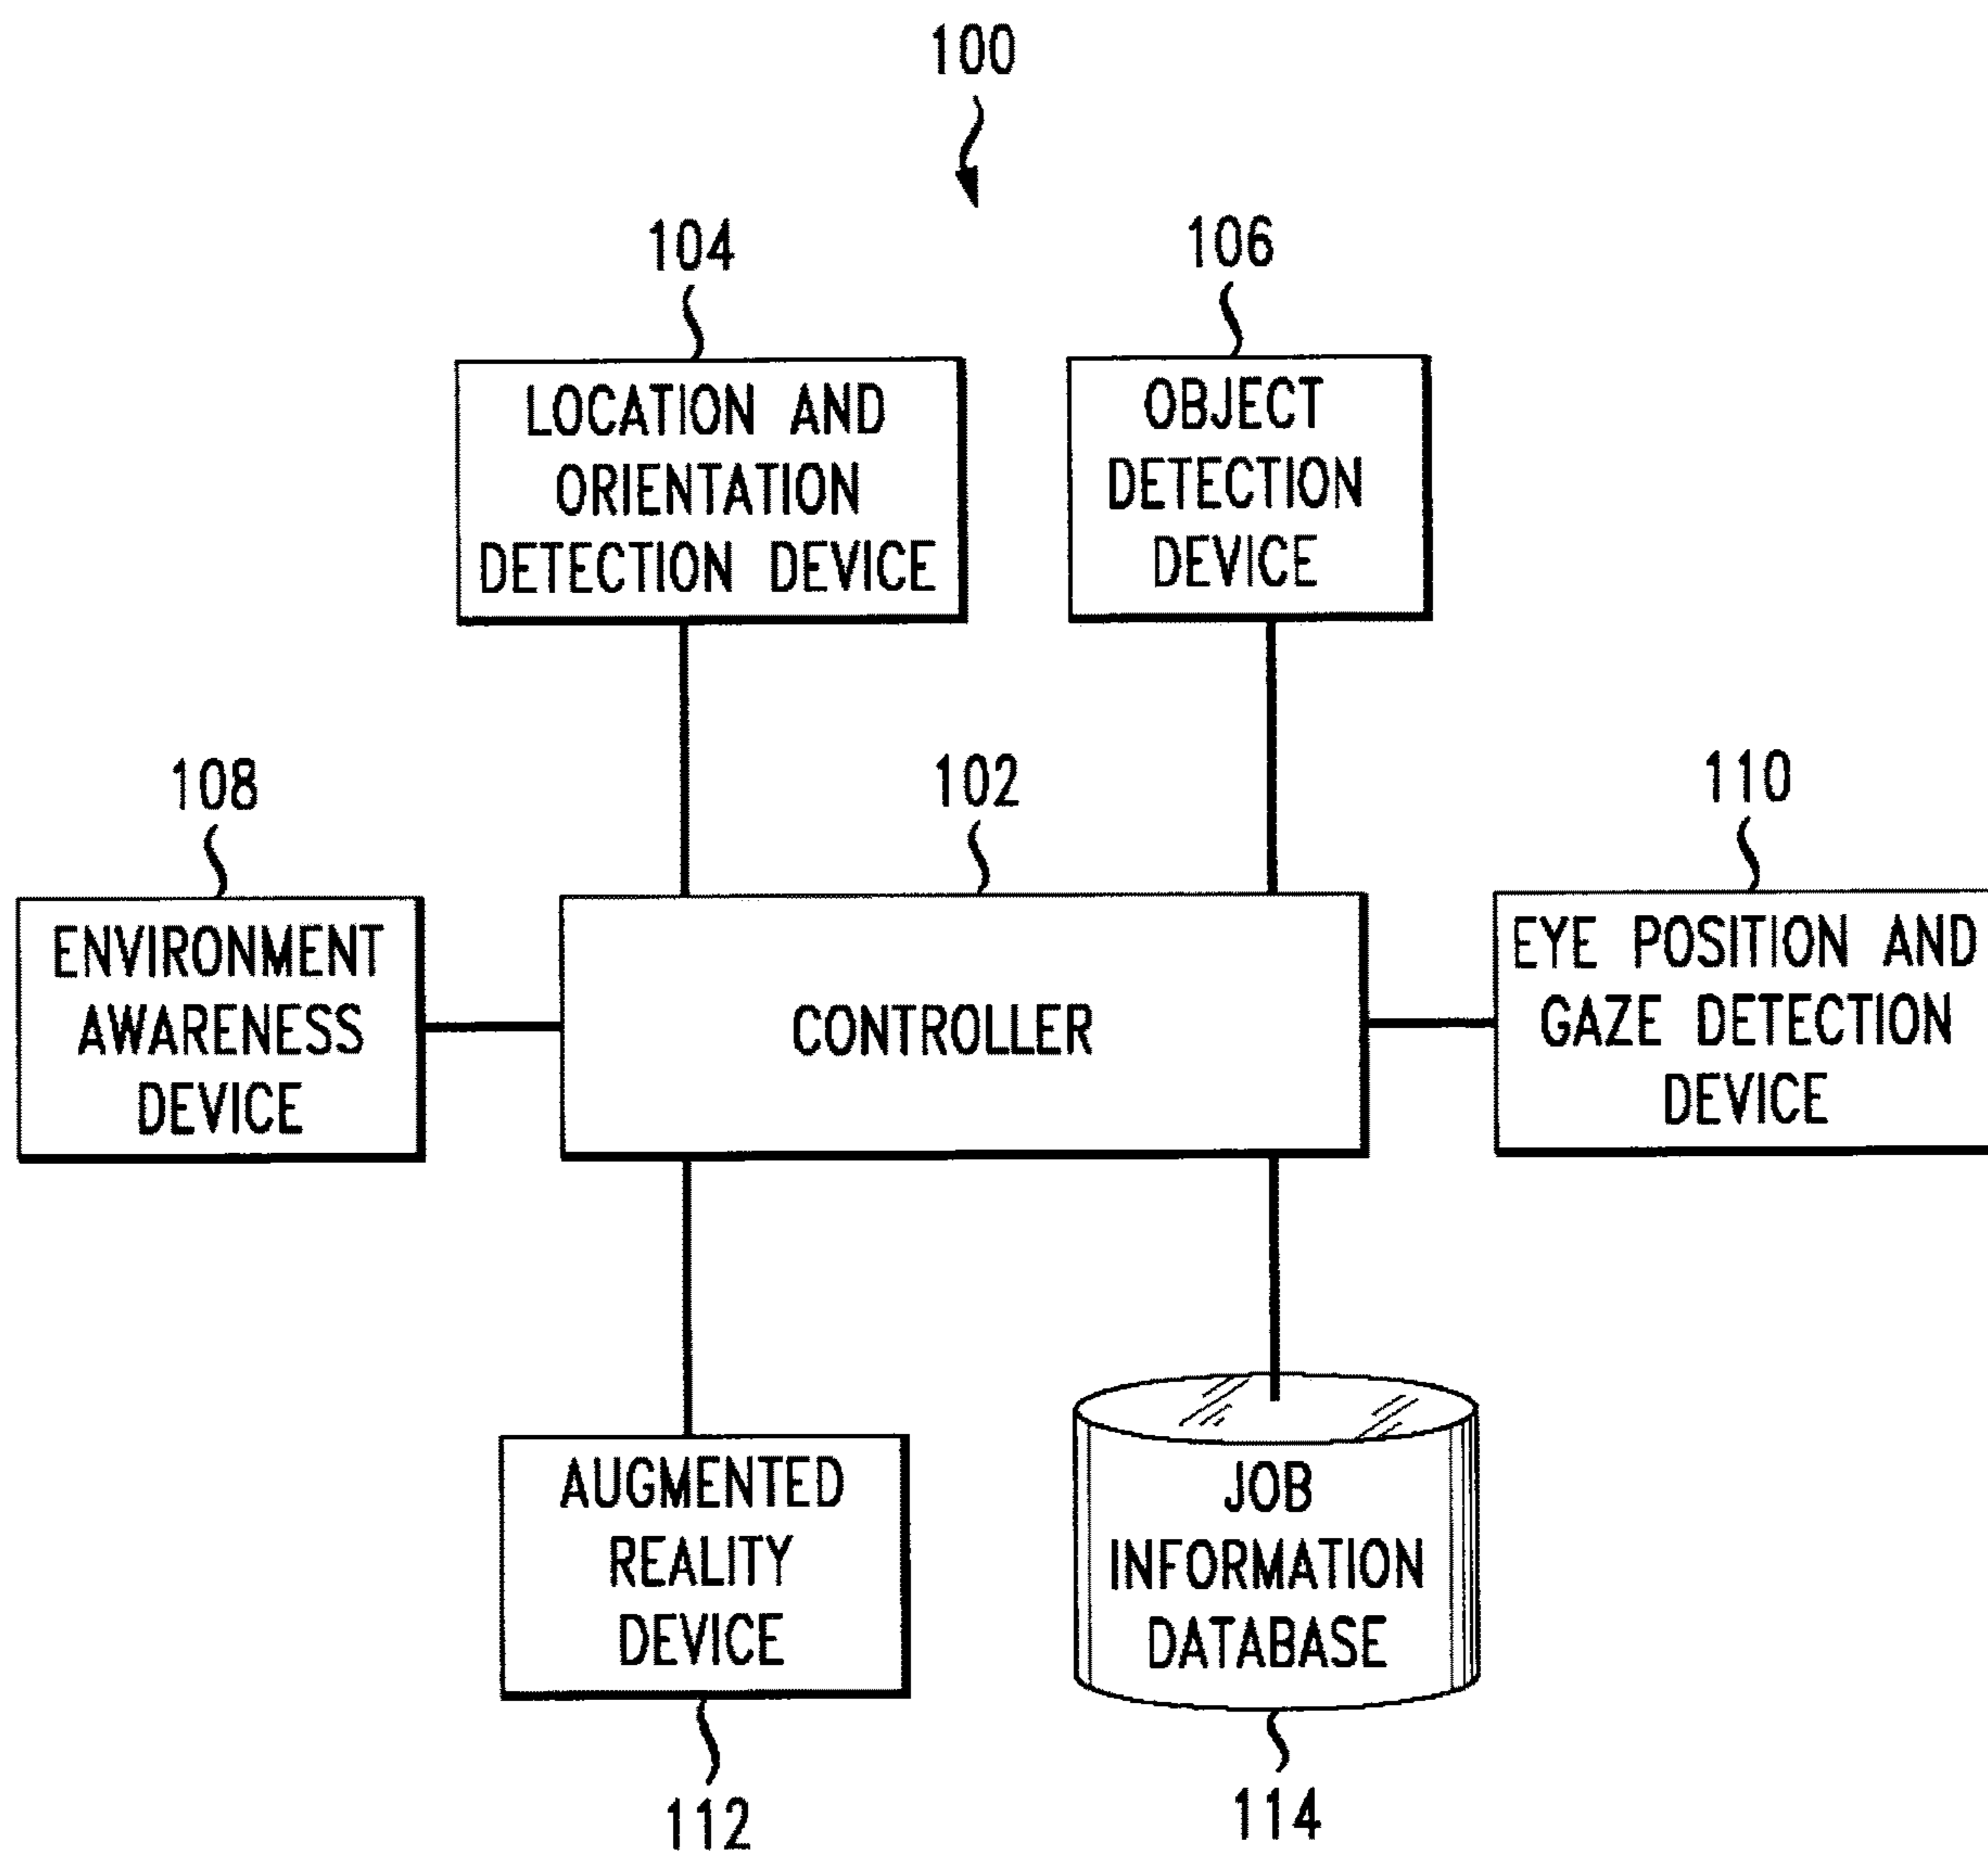 100
104
106
LOCATION AND
ORIENTATION
DETECTION DEVICE
OBJECT
DETECTION
DEVICE
108
102
110
ENVIRONMENT
AWARENESS
DEVICE
CONTROLLER
EYE POSITION AND
GAZE DETECTION
DEVICE
AUGMENTED
REALITY
DEVICE
JOB
INFORMATION
DATABASE
112
114